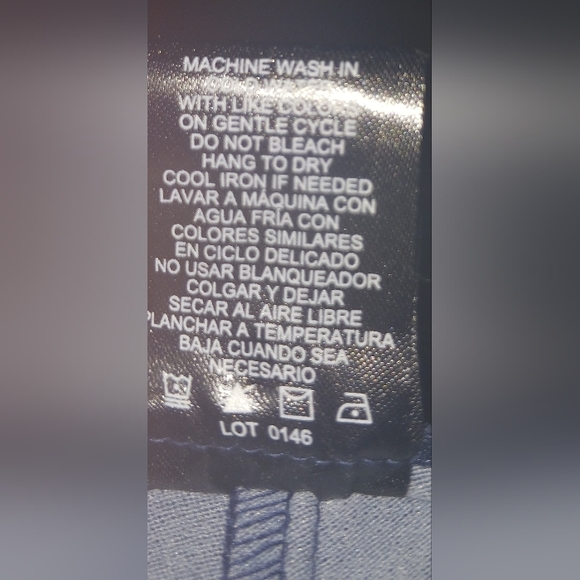 MACHINE WASH IN
WITH LIKE COLORS
ON GENTLE CYCLE
DO NOT BLEACH
HANG TO DRY
COOL IRON IF NEEDED
LAVAR A MÁQUINA CON
AGUA FRÍA CON
COLORES SIMILARES
EN CICLO DELICADO
NO USAR BLANQUEADOR
COLGAR Y DEJAR
SECAR AL AIRE LIBRE
PLANCHAR A TEMPERATURA
BAJA CUANDO SEA
NECESARIO
LOT 0146